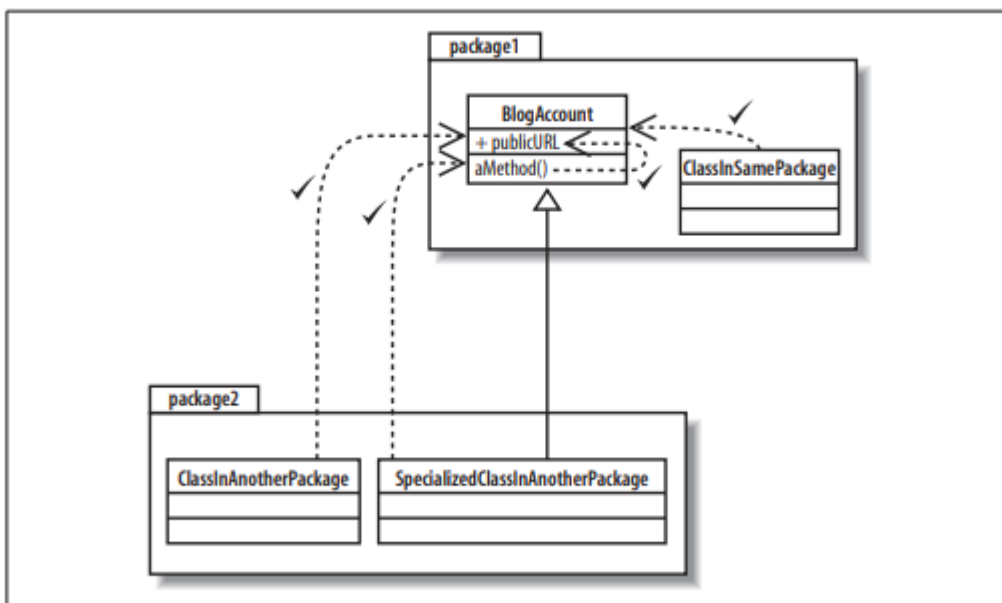 package1
BlogAccount
+ publicURL
aMethod()
ClassInSamePackage
package2
ClassInAnotherPackage
SpecializedClassInAnotherPackage